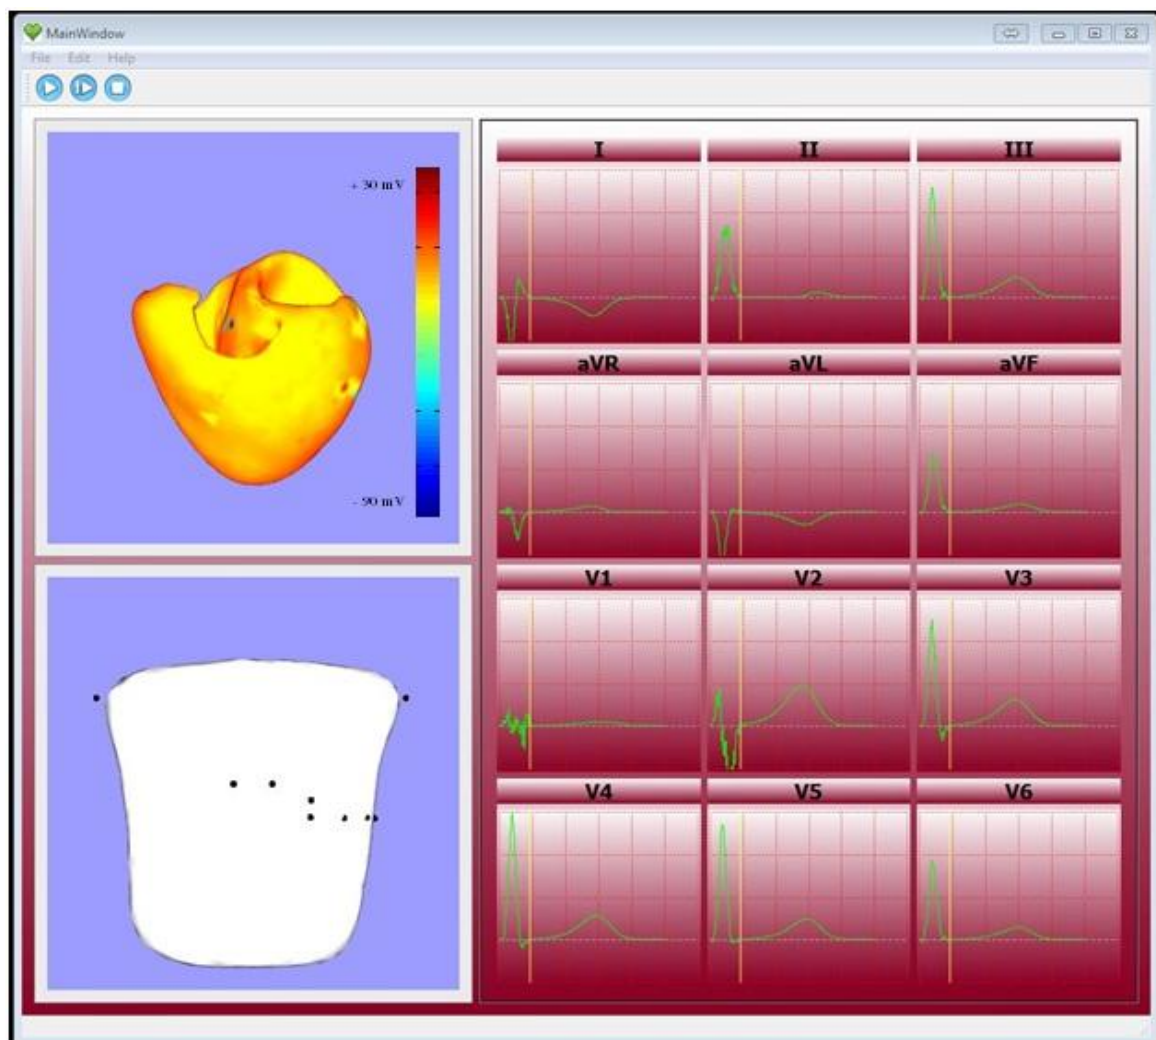 MainWindow
File Edit Help
+ 30 mV
- 90 mV
I II III
aVR aVL aVF
V1 V2 V3
V4 V5 V6